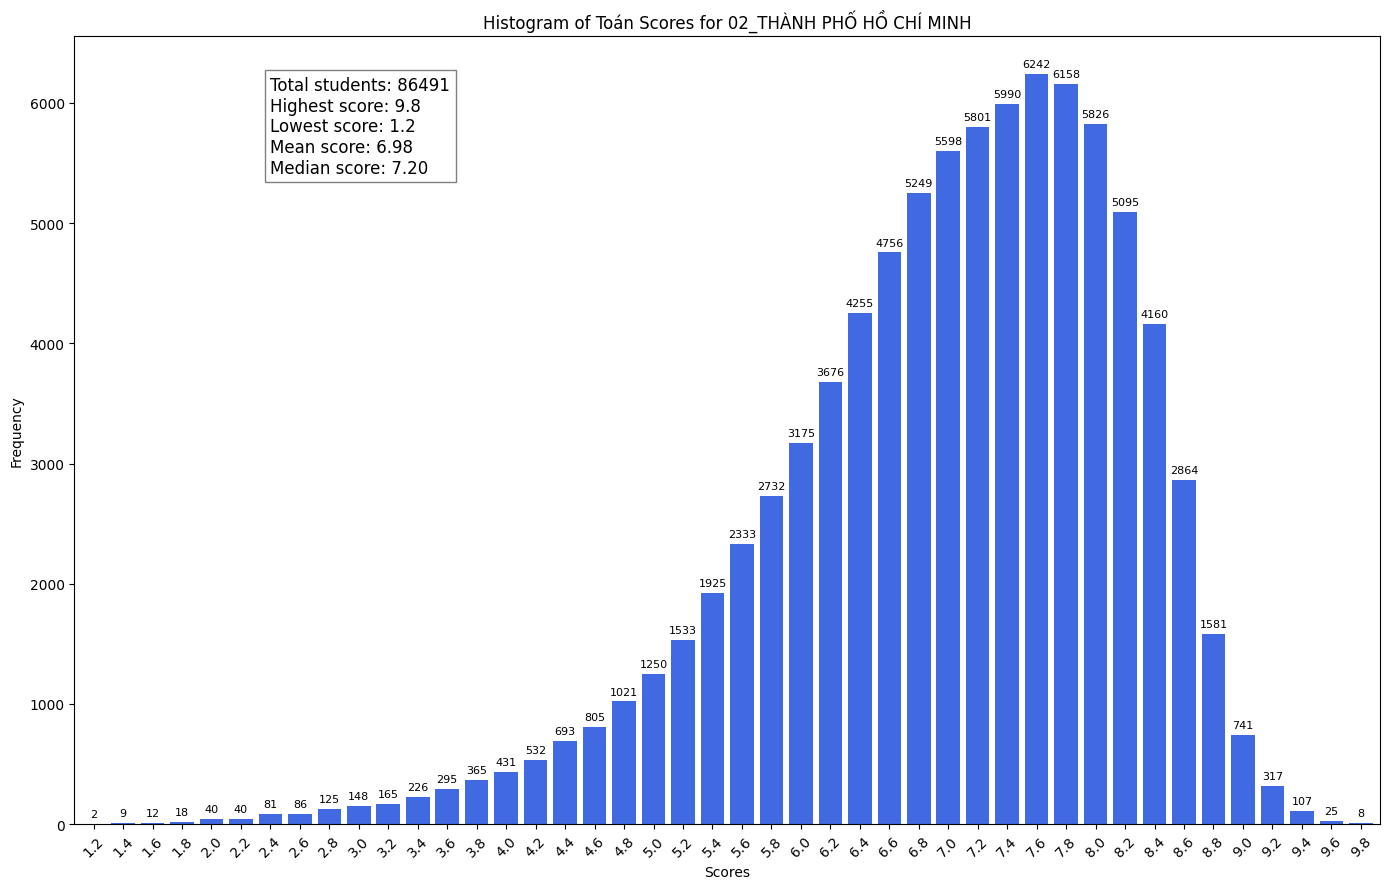 Histogram of Toán Scores for 02_THÀNH PHỐ HỒ CHÍ MINH
Total students: 86491
Highest score: 9.8
Lowest score: 1.2
Mean score: 6.98
Median score: 7.20
Frequency
6000
5000
4000
3000
2000
1000
0
2 9 12 18 40 40 81 86 125 148 165 226 295 365 431 532 693 805 1021 1250 1533 1925 2333 2732 3175 3676 4255 4756 5249 5598 5801 5990 6242 6158 5826 5095 4160 2864 1581 741 317 107 25 8
1.2 1.4 1.6 1.8 2.0 2.2 2.4 2.6 2.8 3.0 3.2 3.4 3.6 3.8 4.0 4.2 4.4 4.6 4.8 5.0 5.2 5.4 5.6 5.8 6.0 6.2 6.4 6.6 6.8 7.0 7.2 7.4 7.6 7.8 8.0 8.2 8.4 8.6 8.8 9.0 9.2 9.4 9.6 9.8
Scores